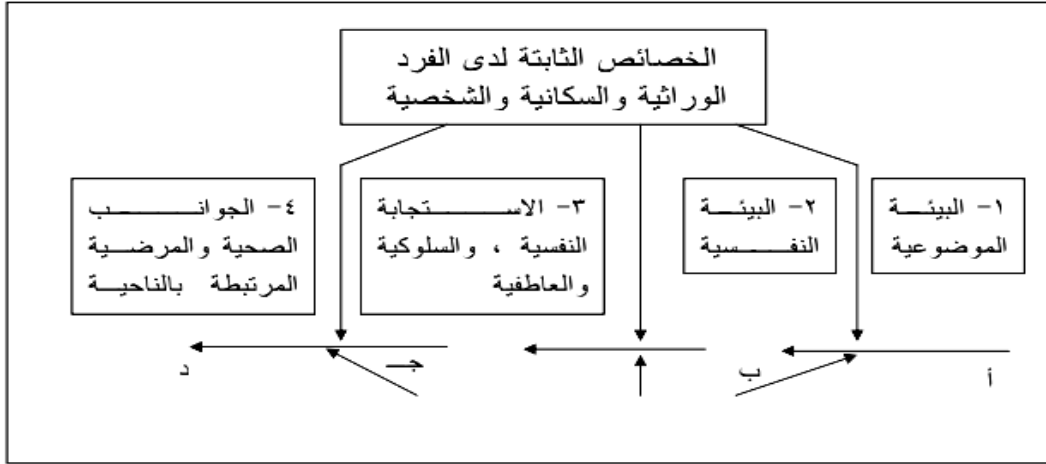 الخصائص الثابتة لدى الفرد
الوراثية والسكانية والشخصية
١- البيئة
الموضوعية
٢- البيئة
النفسية
٣- الاستجابة
النفسية ، والسلوكية
والعاطفية
٤- الجوانب
الصحية والمرضية
المرتبطة بالناحية
أ
ب
جـ
د